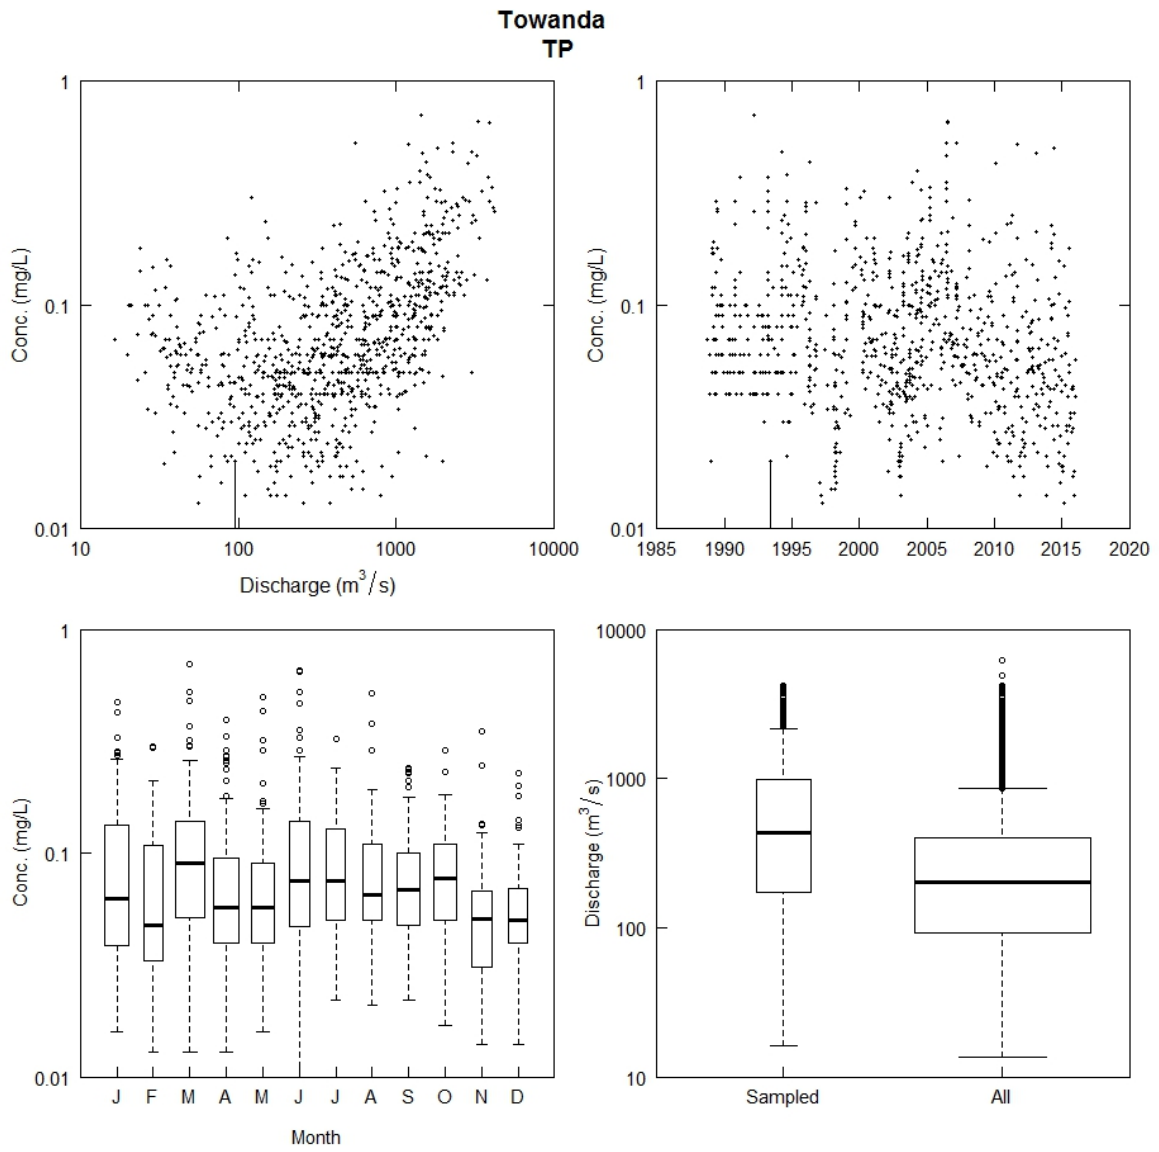 Towanda
TP
1
0.1
0.01
Conc. (mg/L)
10 100 1000 10000
Discharge (m³/s)
1
0.1
0.01
Conc. (mg/L)
1985 1990 1995 2000 2005 2010 2015 2020
1
0.1
0.01
Conc. (mg/L)
J F M A M J J A S O N D
Month
10000
1000
100
10
Discharge (m³/s)
Sampled All